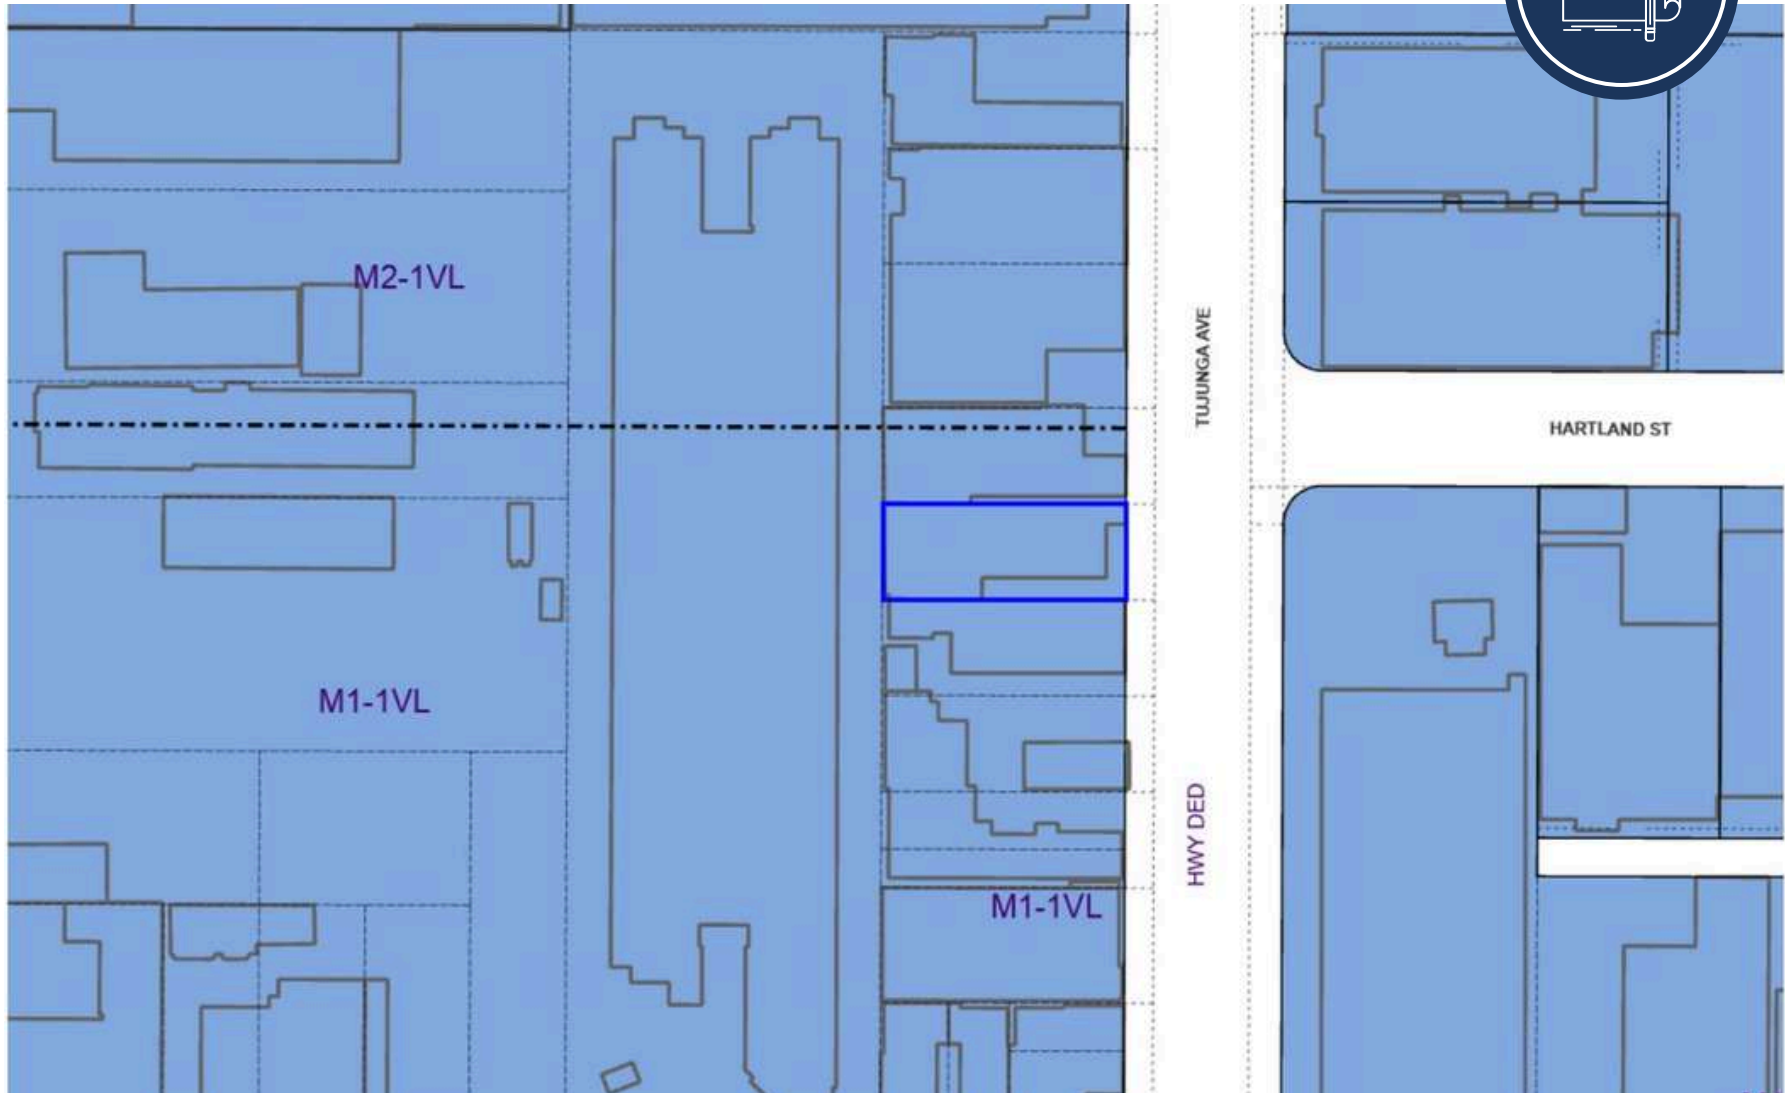 M2-1VL
TUJUNGA AVE
HARTLAND ST
M1-1VL
HWY DED
M1-1VL